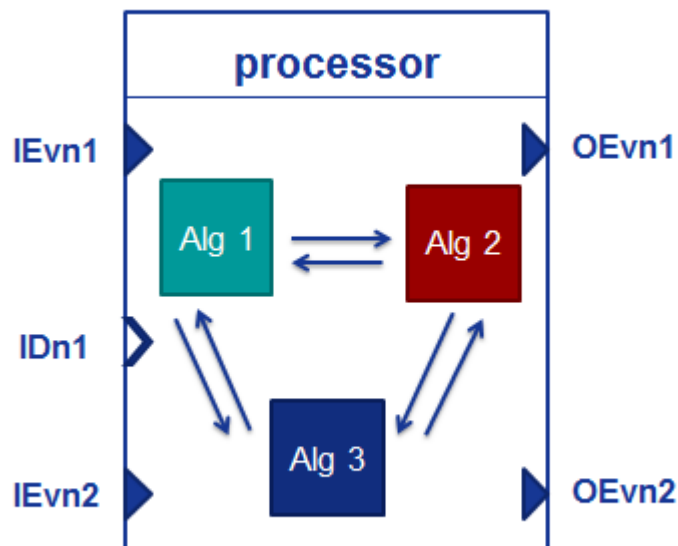 processor
IEvn1
OEvn1
Alg 1
Alg 2
IDn1
Alg 3
IEvn2
OEvn2